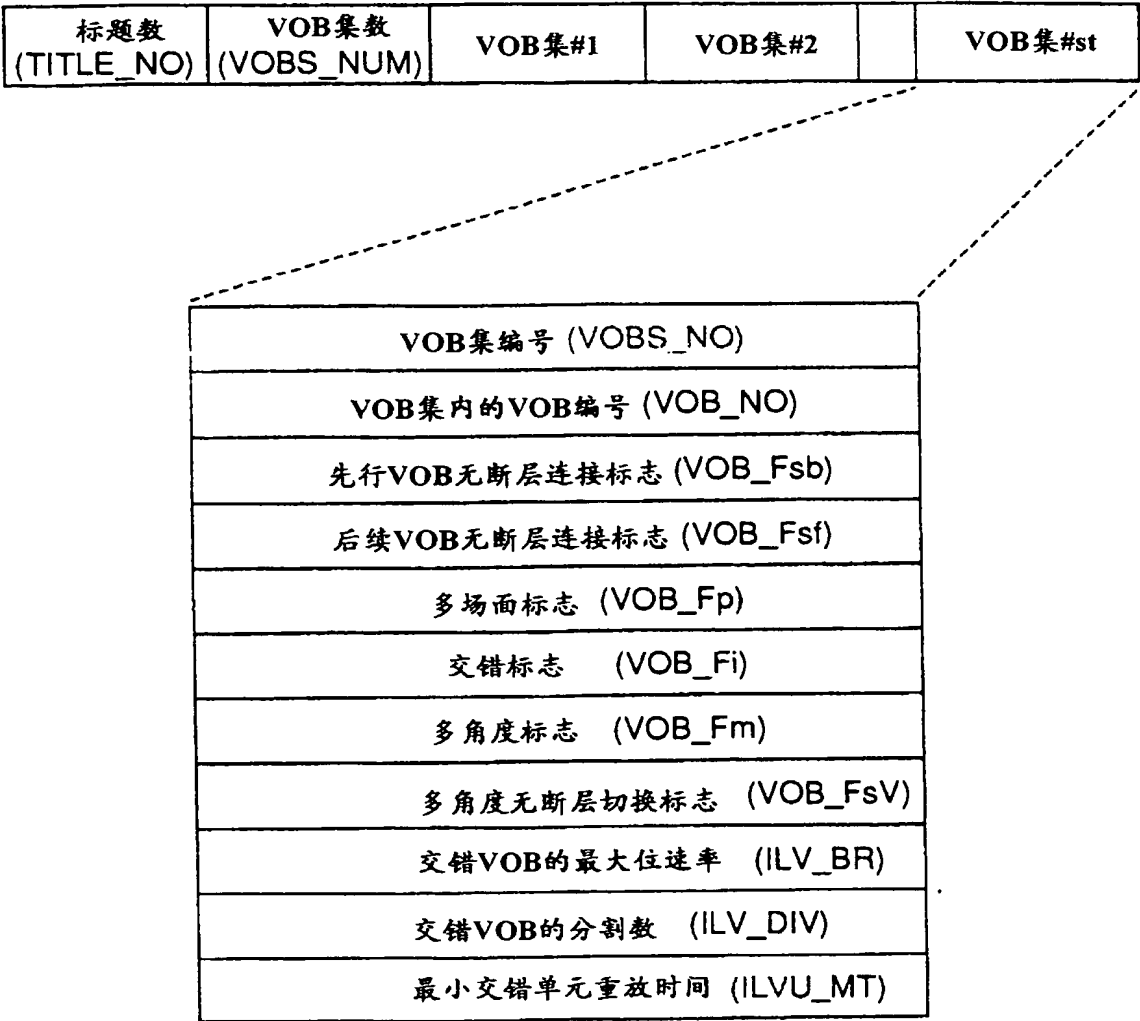 标题数
(TITLE_NO)
VOB集数
(VOBS_NUM)
VOB集#1
VOB集#2
VOB集#st
VOB集编号 (VOBS_NO)
VOB集内的VOB编号 (VOB_NO)
先行VOB无断层连接标志 (VOB_Fsb)
后续VOB无断层连接标志 (VOB_Fsf)
多场面标志 (VOB_Fp)
交错标志 (VOB_Fi)
多角度标志 (VOB_Fm)
多角度无断层切换标志 (VOB_FsV)
交错VOB的最大位速率 (ILV_BR)
交错VOB的分割数 (ILV_DIV)
最小交错单元重放时间 (ILVU_MT)